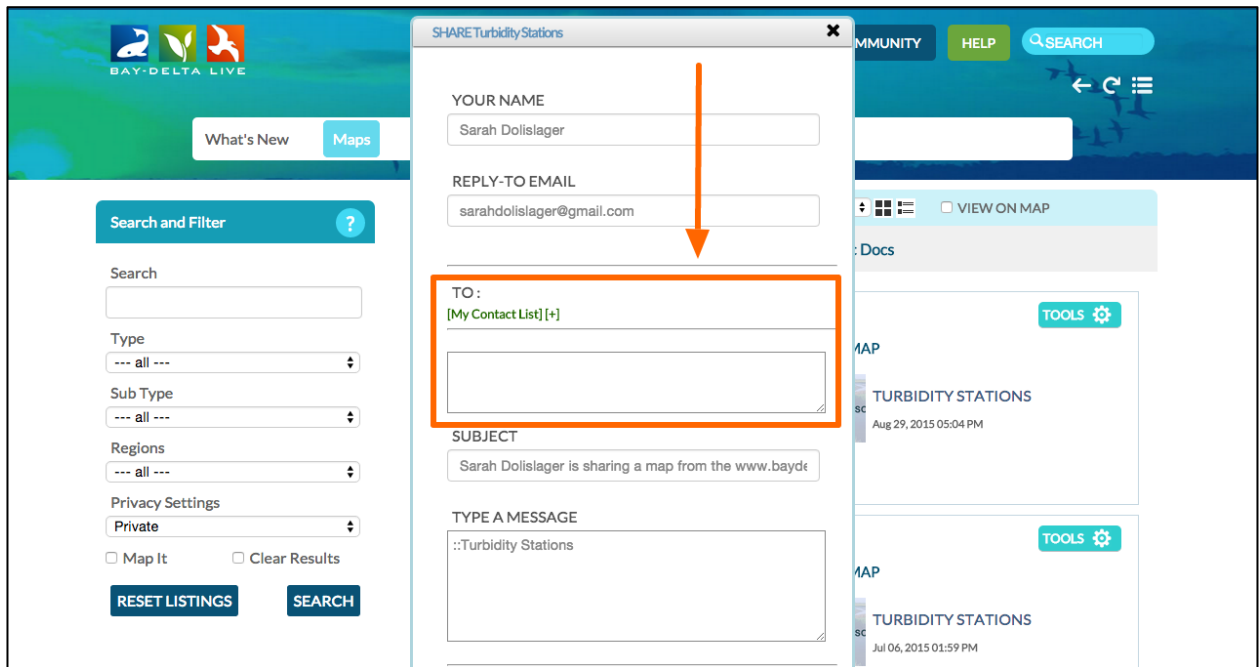 BAY-DELTA LIVE
What's New
Maps
SHARE Turbidity Stations
HELP
SEARCH
Search and Filter
?
Search
Type
--- all ---
Sub Type
--- all ---
Regions
--- all ---
Privacy Settings
Private
Map It
Clear Results
RESET LISTINGS
SEARCH
YOUR NAME
Sarah Dolislager
REPLY-TO EMAIL
sarahdolislager@gmail.com
TO :
[My Contact List] [+]
SUBJECT
Sarah Dolislager is sharing a map from the www.bayde
TYPE A MESSAGE
::Turbidity Stations
VIEW ON MAP
Docs
TOOLS
TURBIDITY STATIONS
Aug 29, 2015 05:04 PM
TOOLS
TURBIDITY STATIONS
Jul 06, 2015 01:59 PM